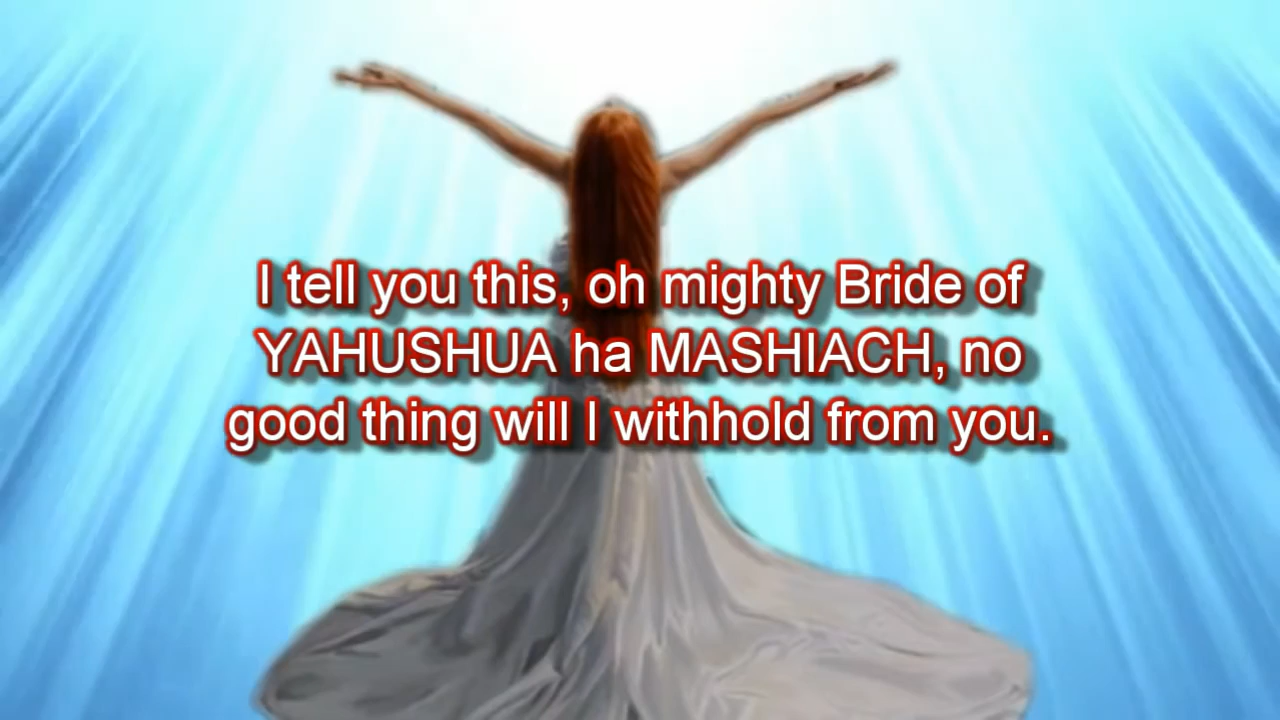 I tell you this, oh mighty Bride of
YAHUSHUA ha MASHIACH, no
good thing will I withhold from you.